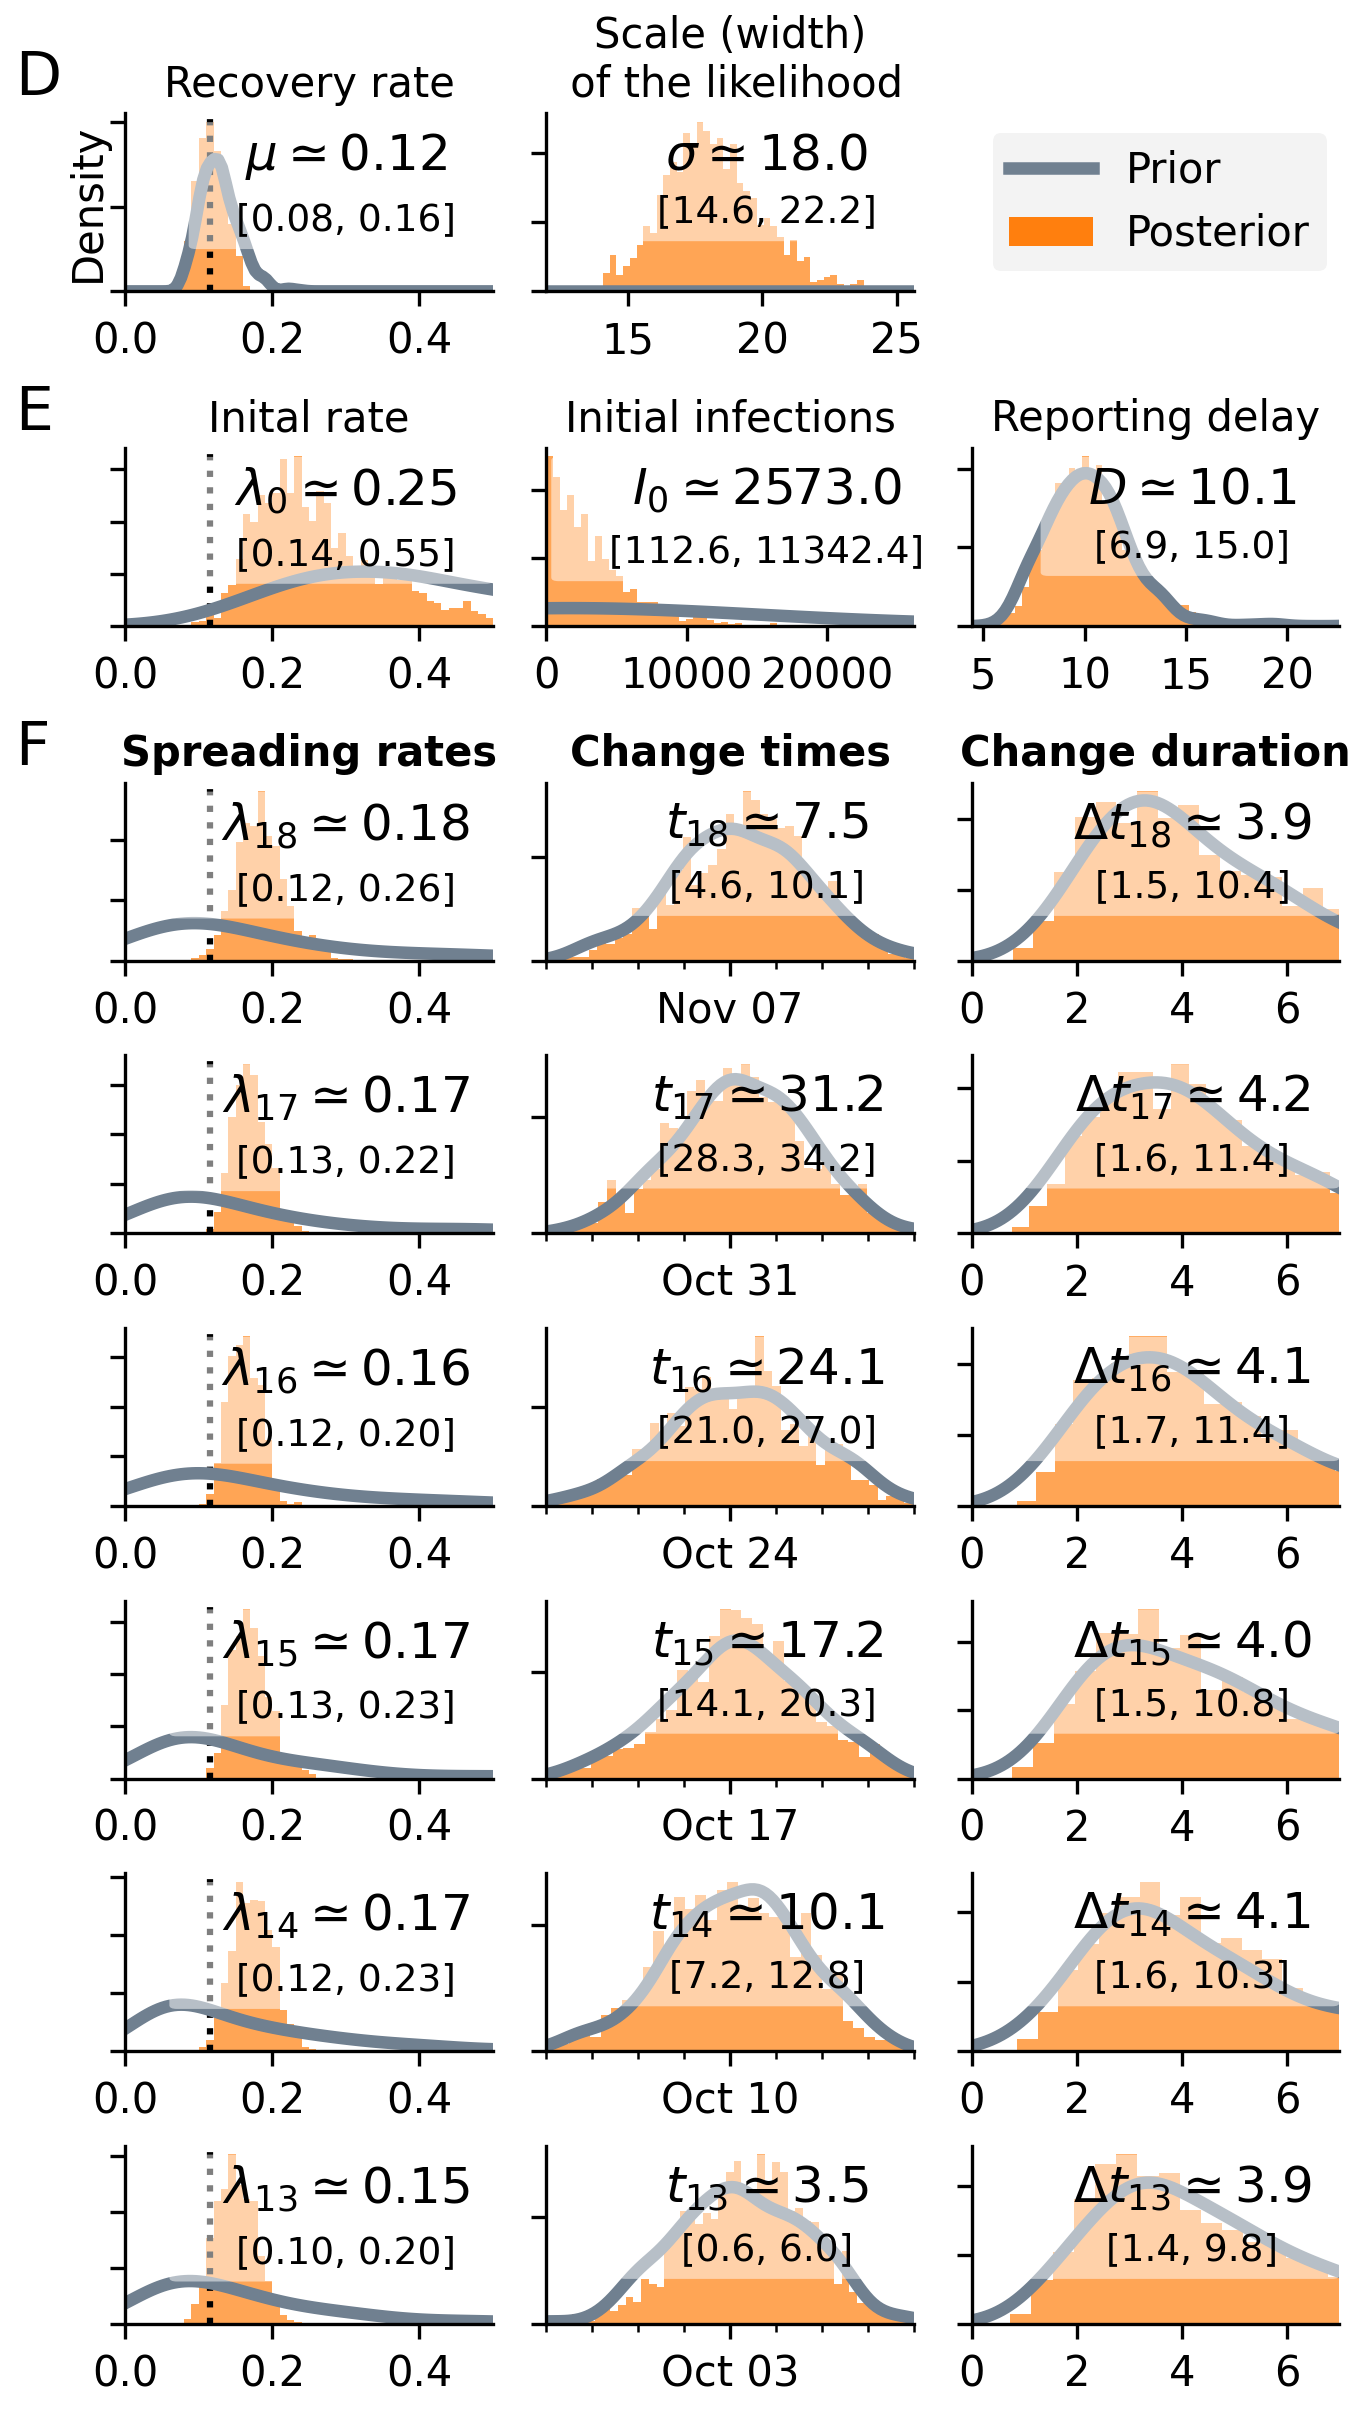 D
Recovery rate
Scale (width)
of the likelihood
Density
μ ≃ 0.12
[0.08, 0.16]
σ ≃ 18.0
[14.6, 22.2]
Prior
Posterior
0.0 0.2 0.4
15 20 25
E
Inital rate
Initial infections
Reporting delay
λ₀ ≃ 0.25
[0.14, 0.55]
I₀ ≃ 2573.0
[112.6, 11342.4]
D ≃ 10.1
[6.9, 15.0]
0.0 0.2 0.4
0 10000 20000
5 10 15 20
F
Spreading rates
Change times
Change duration
λ₁₈ ≃ 0.18
[0.12, 0.26]
t₁₈ ≃ 7.5
[4.6, 10.1]
Δt₁₈ ≃ 3.9
[1.5, 10.4]
0.0 0.2 0.4
Nov 07
0 2 4 6
λ₁₇ ≃ 0.17
[0.13, 0.22]
t₁₇ ≃ 31.2
[28.3, 34.2]
Δt₁₇ ≃ 4.2
[1.6, 11.4]
0.0 0.2 0.4
Oct 31
0 2 4 6
λ₁₆ ≃ 0.16
[0.12, 0.20]
t₁₆ ≃ 24.1
[21.0, 27.0]
Δt₁₆ ≃ 4.1
[1.7, 11.4]
0.0 0.2 0.4
Oct 24
0 2 4 6
λ₁₅ ≃ 0.17
[0.13, 0.23]
t₁₅ ≃ 17.2
[14.1, 20.3]
Δt₁₅ ≃ 4.0
[1.5, 10.8]
0.0 0.2 0.4
Oct 17
0 2 4 6
λ₁₄ ≃ 0.17
[0.12, 0.23]
t₁₄ ≃ 10.1
[7.2, 12.8]
Δt₁₄ ≃ 4.1
[1.6, 10.3]
0.0 0.2 0.4
Oct 10
0 2 4 6
λ₁₃ ≃ 0.15
[0.10, 0.20]
t₁₃ ≃ 3.5
[0.6, 6.0]
Δt₁₃ ≃ 3.9
[1.4, 9.8]
0.0 0.2 0.4
Oct 03
0 2 4 6